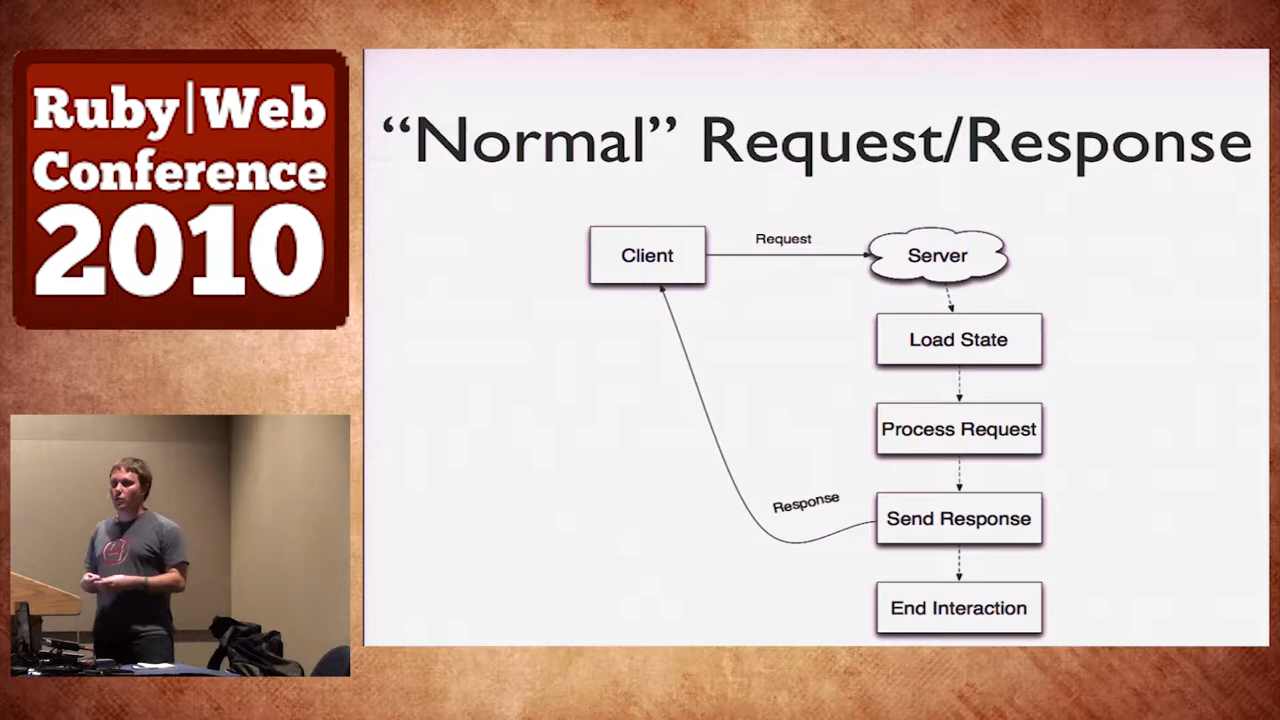 Ruby|Web
Conference
2010
“Normal” Request/Response
Client
Request
Server
Load State
Process Request
Response
Send Response
End Interaction